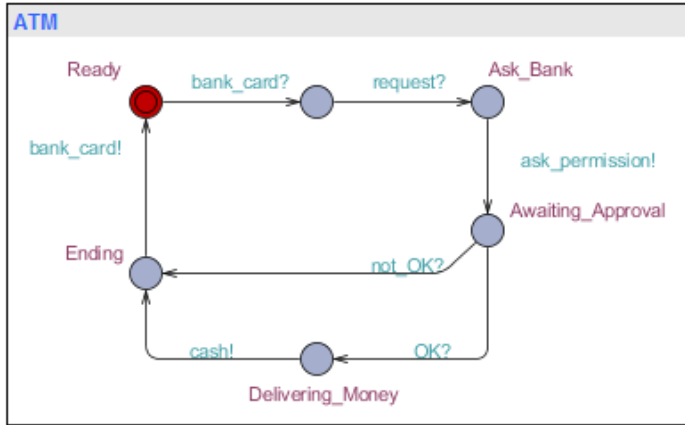 ATM
Ready
bank_card?
request?
Ask_Bank
bank_card!
ask_permission!
Awaiting_Approval
Ending
not_OK?
cash!
OK?
Delivering_Money